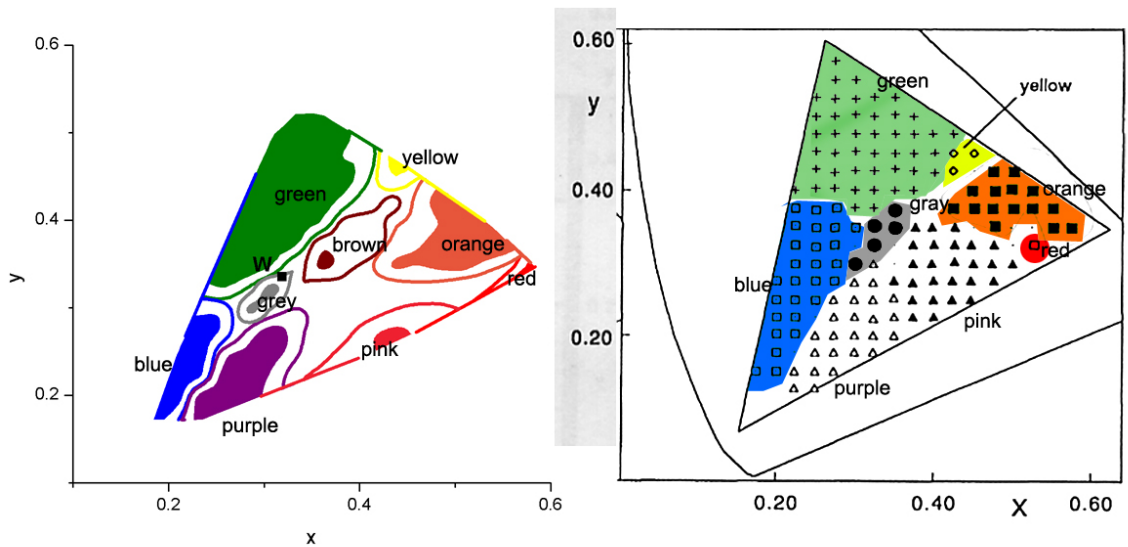 0.6
0.4
0.2
y
0.2
0.4
0.6
x
green
yellow
brown
orange
W
grey
red
blue
pink
purple
0.60
y
0.40
0.20
0.20
0.40
0.60
X
green
yellow
gray
orange
red
blue
pink
purple